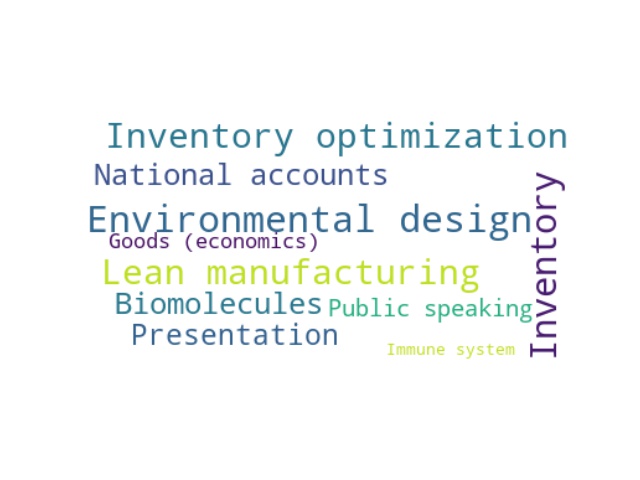 Inventory optimization
National accounts
Environmental design
Goods (economics)
Lean manufacturing
Biomolecules
Public speaking
Presentation
Immune system
Inventory